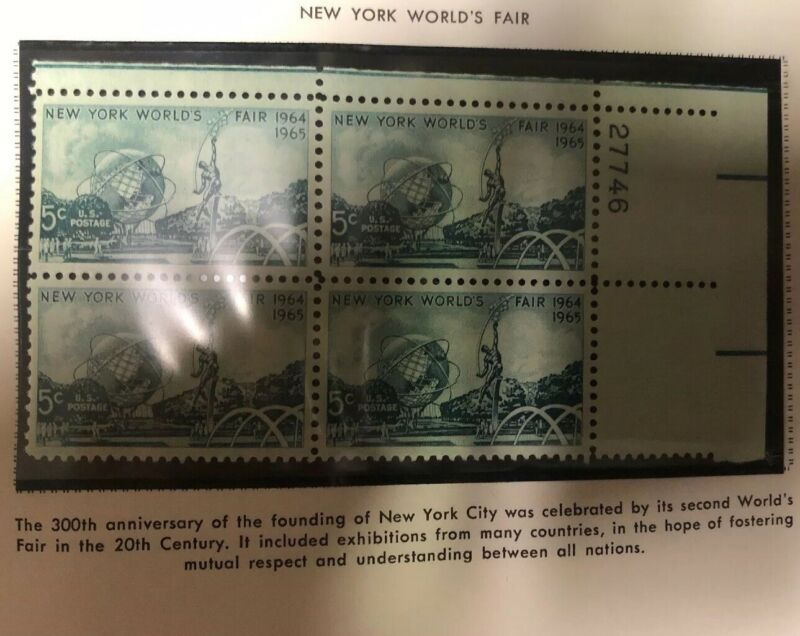 NEW YORK WORLD'S FAIR
NEW YORK WORLD'S FAIR 1964
1965
5c U.S.
POSTAGE
NEW YORK WORLD'S FAIR 1964
1965
5c U.S.
POSTAGE
27746
NEW YORK WORLD'S FAIR 1964
1965
5c U.S.
POSTAGE
NEW YORK WORLD'S FAIR 1964
1965
5c U.S.
POSTAGE
The 300th anniversary of the founding of New York City was celebrated by its second World's
Fair in the 20th Century. It included exhibitions from many countries, in the hope of fostering
mutual respect and understanding between all nations.